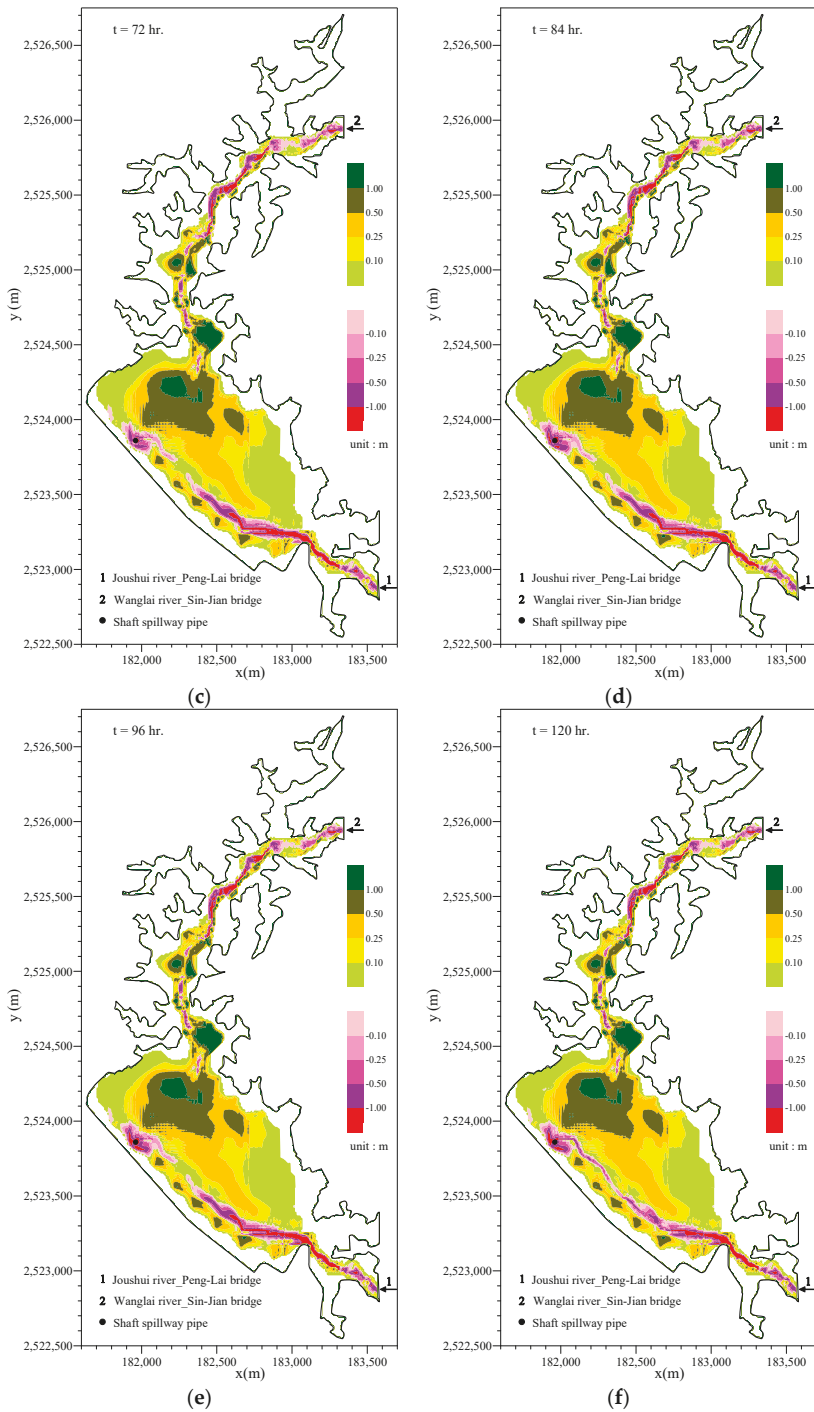 t = 72 hr.
2,526,500
2,526,000
2,525,500
2,525,000
2,524,500
2,524,000
2,523,500
2,523,000
2,522,500
y (m)
2
1.00
0.50
0.25
0.10
-0.10
-0.25
-0.50
-1.00
unit : m
1 Joushui river_Peng-Lai bridge
2 Wanglai river_Sin-Jian bridge
● Shaft spillway pipe
1
182,000 182,500 183,000 183,500
x(m)
(c)
t = 84 hr.
2,526,500
2,526,000
2,525,500
2,525,000
2,524,500
2,524,000
2,523,500
2,523,000
2,522,500
y (m)
2
1.00
0.50
0.25
0.10
-0.10
-0.25
-0.50
-1.00
unit : m
1 Joushui river_Peng-Lai bridge
2 Wanglai river_Sin-Jian bridge
● Shaft spillway pipe
1
182,000 182,500 183,000 183,500
x(m)
(d)
t = 96 hr.
2,526,500
2,526,000
2,525,500
2,525,000
2,524,500
2,524,000
2,523,500
2,523,000
2,522,500
y (m)
2
1.00
0.50
0.25
0.10
-0.10
-0.25
-0.50
-1.00
unit : m
1 Joushui river_Peng-Lai bridge
2 Wanglai river_Sin-Jian bridge
● Shaft spillway pipe
1
182,000 182,500 183,000 183,500
x(m)
(e)
t = 120 hr.
2,526,500
2,526,000
2,525,500
2,525,000
2,524,500
2,524,000
2,523,500
2,523,000
2,522,500
y (m)
2
1.00
0.50
0.25
0.10
-0.10
-0.25
-0.50
-1.00
unit : m
1 Joushui river_Peng-Lai bridge
2 Wanglai river_Sin-Jian bridge
● Shaft spillway pipe
1
182,000 182,500 183,000 183,500
x(m)
(f)